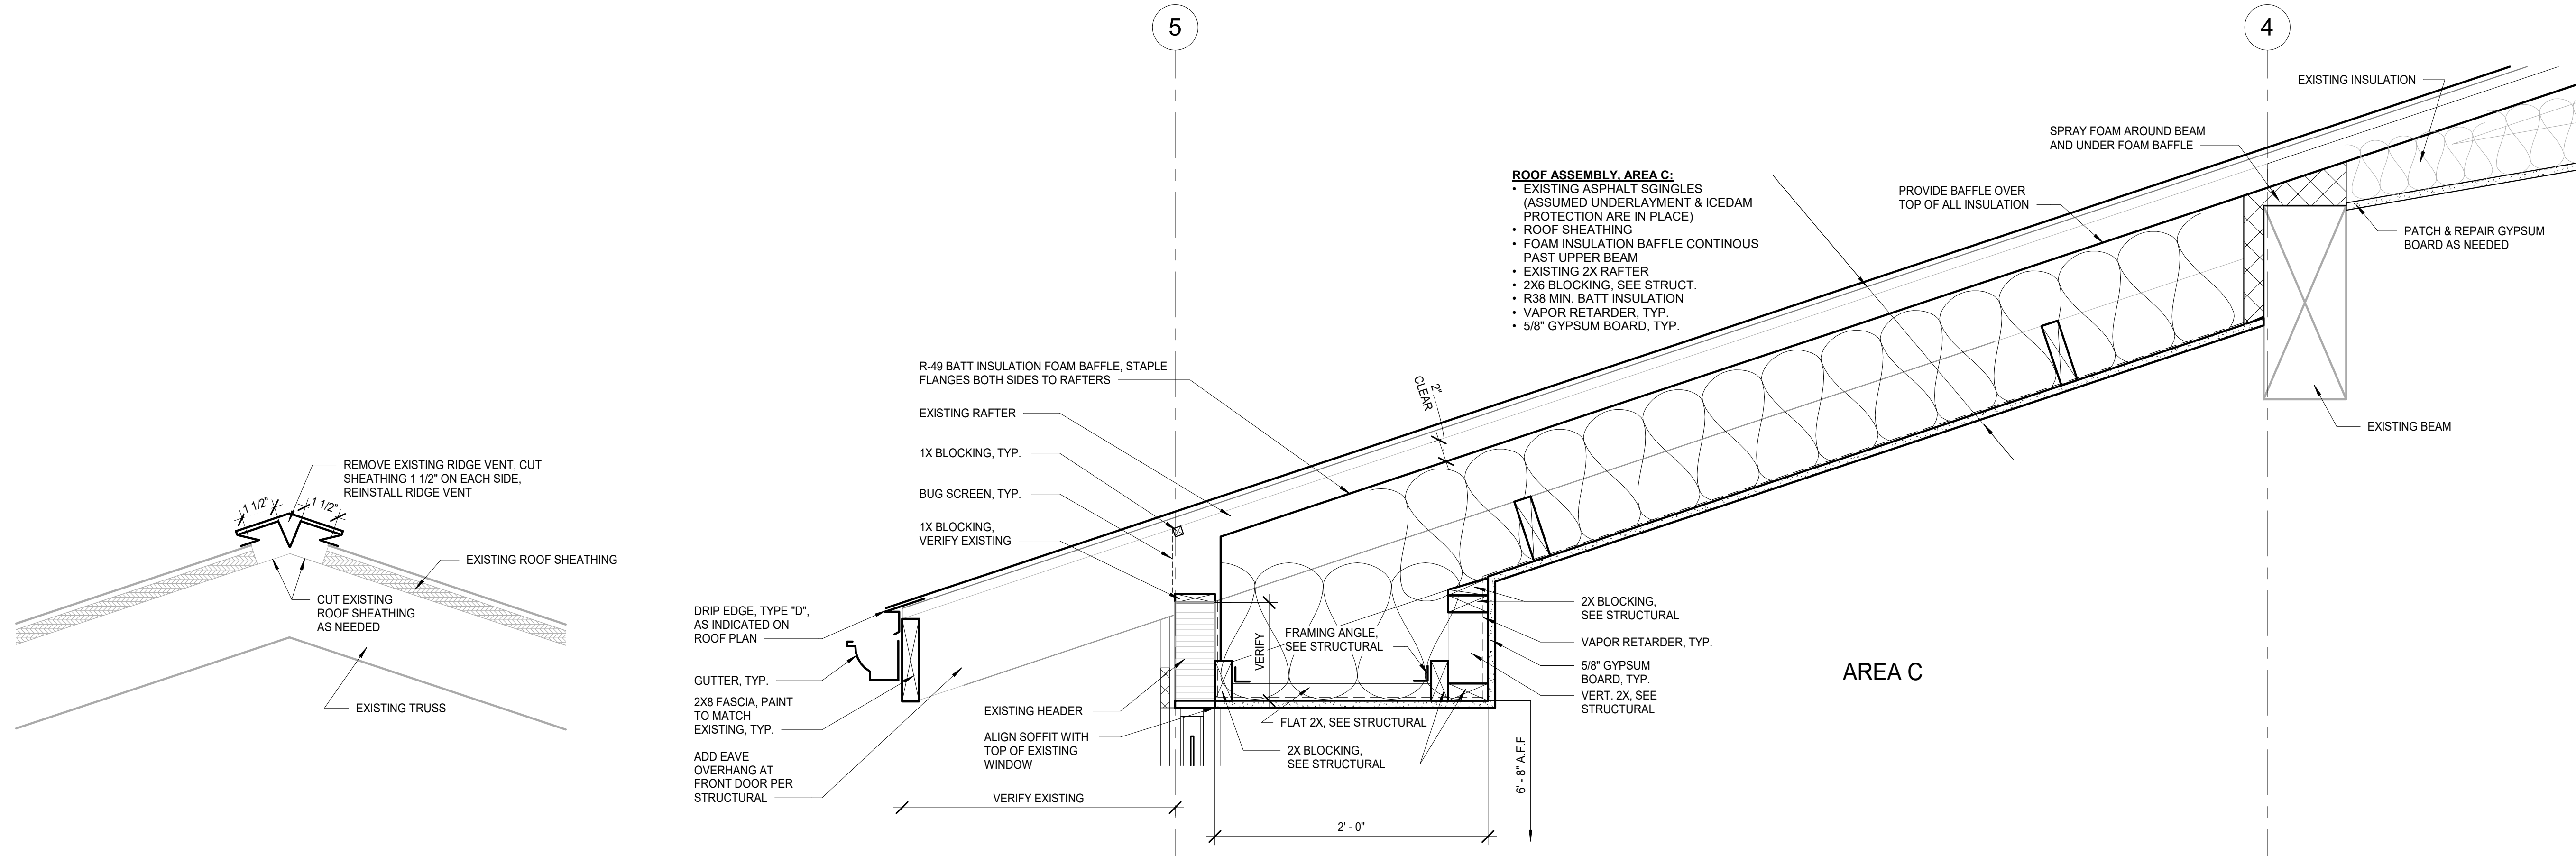 5
4
EXISTING INSULATION
SPRAY FOAM AROUND BEAM
AND UNDER FOAM BAFFLE
ROOF ASSEMBLY, AREA C:
• EXISTING ASPHALT SGINGLES
(ASSUMED UNDERLAYMENT & ICEDAM
PROTECTION ARE IN PLACE)
• ROOF SHEATHING
• FOAM INSULATION BAFFLE CONTINOUS
PAST UPPER BEAM
• EXISTING 2X RAFTER
• 2X6 BLOCKING, SEE STRUCT.
• R38 MIN. BATT INSULATION
• VAPOR RETARDER, TYP.
• 5/8" GYPSUM BOARD, TYP.
PROVIDE BAFFLE OVER
TOP OF ALL INSULATION
PATCH & REPAIR GYPSUM
BOARD AS NEEDED
EXISTING BEAM
R-49 BATT INSULATION FOAM BAFFLE, STAPLE
FLANGES BOTH SIDES TO RAFTERS
2"
CLEAR
EXISTING RAFTER
1X BLOCKING, TYP.
BUG SCREEN, TYP.
1X BLOCKING,
VERIFY EXISTING
REMOVE EXISTING RIDGE VENT, CUT
SHEATHING 1 1/2" ON EACH SIDE,
REINSTALL RIDGE VENT
1 1/2"
1 1/2"
EXISTING ROOF SHEATHING
CUT EXISTING
ROOF SHEATHING
AS NEEDED
EXISTING TRUSS
DRIP EDGE, TYPE "D",
AS INDICATED ON
ROOF PLAN
GUTTER, TYP.
2X8 FASCIA, PAINT
TO MATCH
EXISTING, TYP.
ADD EAVE
OVERHANG AT
FRONT DOOR PER
STRUCTURAL
VERIFY EXISTING
EXISTING HEADER
ALIGN SOFFIT WITH
TOP OF EXISTING
WINDOW
VERIFY
FRAMING ANGLE,
SEE STRUCTURAL
FLAT 2X, SEE STRUCTURAL
2X BLOCKING,
SEE STRUCTURAL
2X BLOCKING,
SEE STRUCTURAL
VAPOR RETARDER, TYP.
5/8" GYPSUM
BOARD, TYP.
VERT. 2X, SEE
STRUCTURAL
6' - 8" A.F.F
2' - 0"
AREA C